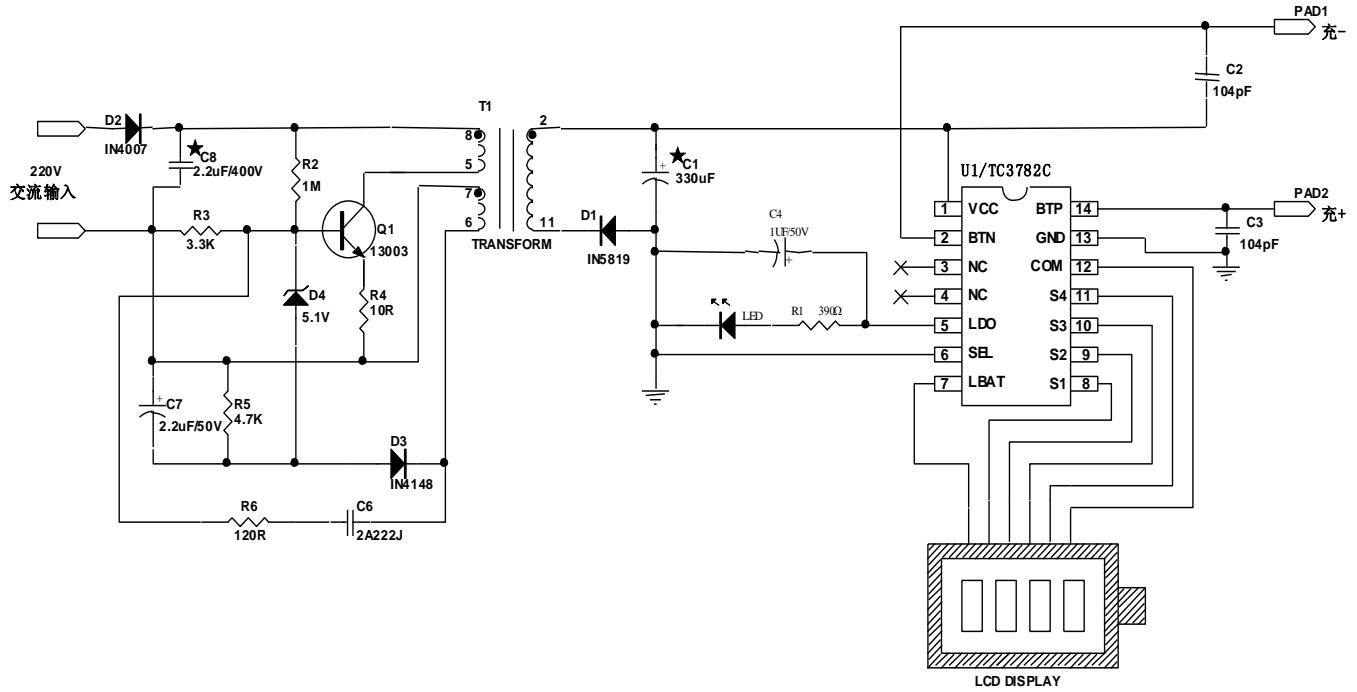 PAD1
充-
C2
104pF
T1
D2
IN4007
8
2
C8
2.2uF/400V
R2
1M
C1
330uF
220V
交流输入
5
7
6
11
TRANSFORM
R3
3.3K
Q1
13003
D1
IN5819
C4
1UF/50V
U1/TC3782C
1 VCC BTP 14
2 BTN GND 13
3 NC COM 12
4 NC S4 11
5 LDO S3 10
6 SEL S2 9
7 LBAT S1 8
PAD2
充+
C3
104pF
D4
5.1V
R4
10R
LED
R1 390Ω
C7
2.2uF/50V
R5
4.7K
D3
IN4148
R6
120R
C6
2A222J
LCD DISPLAY